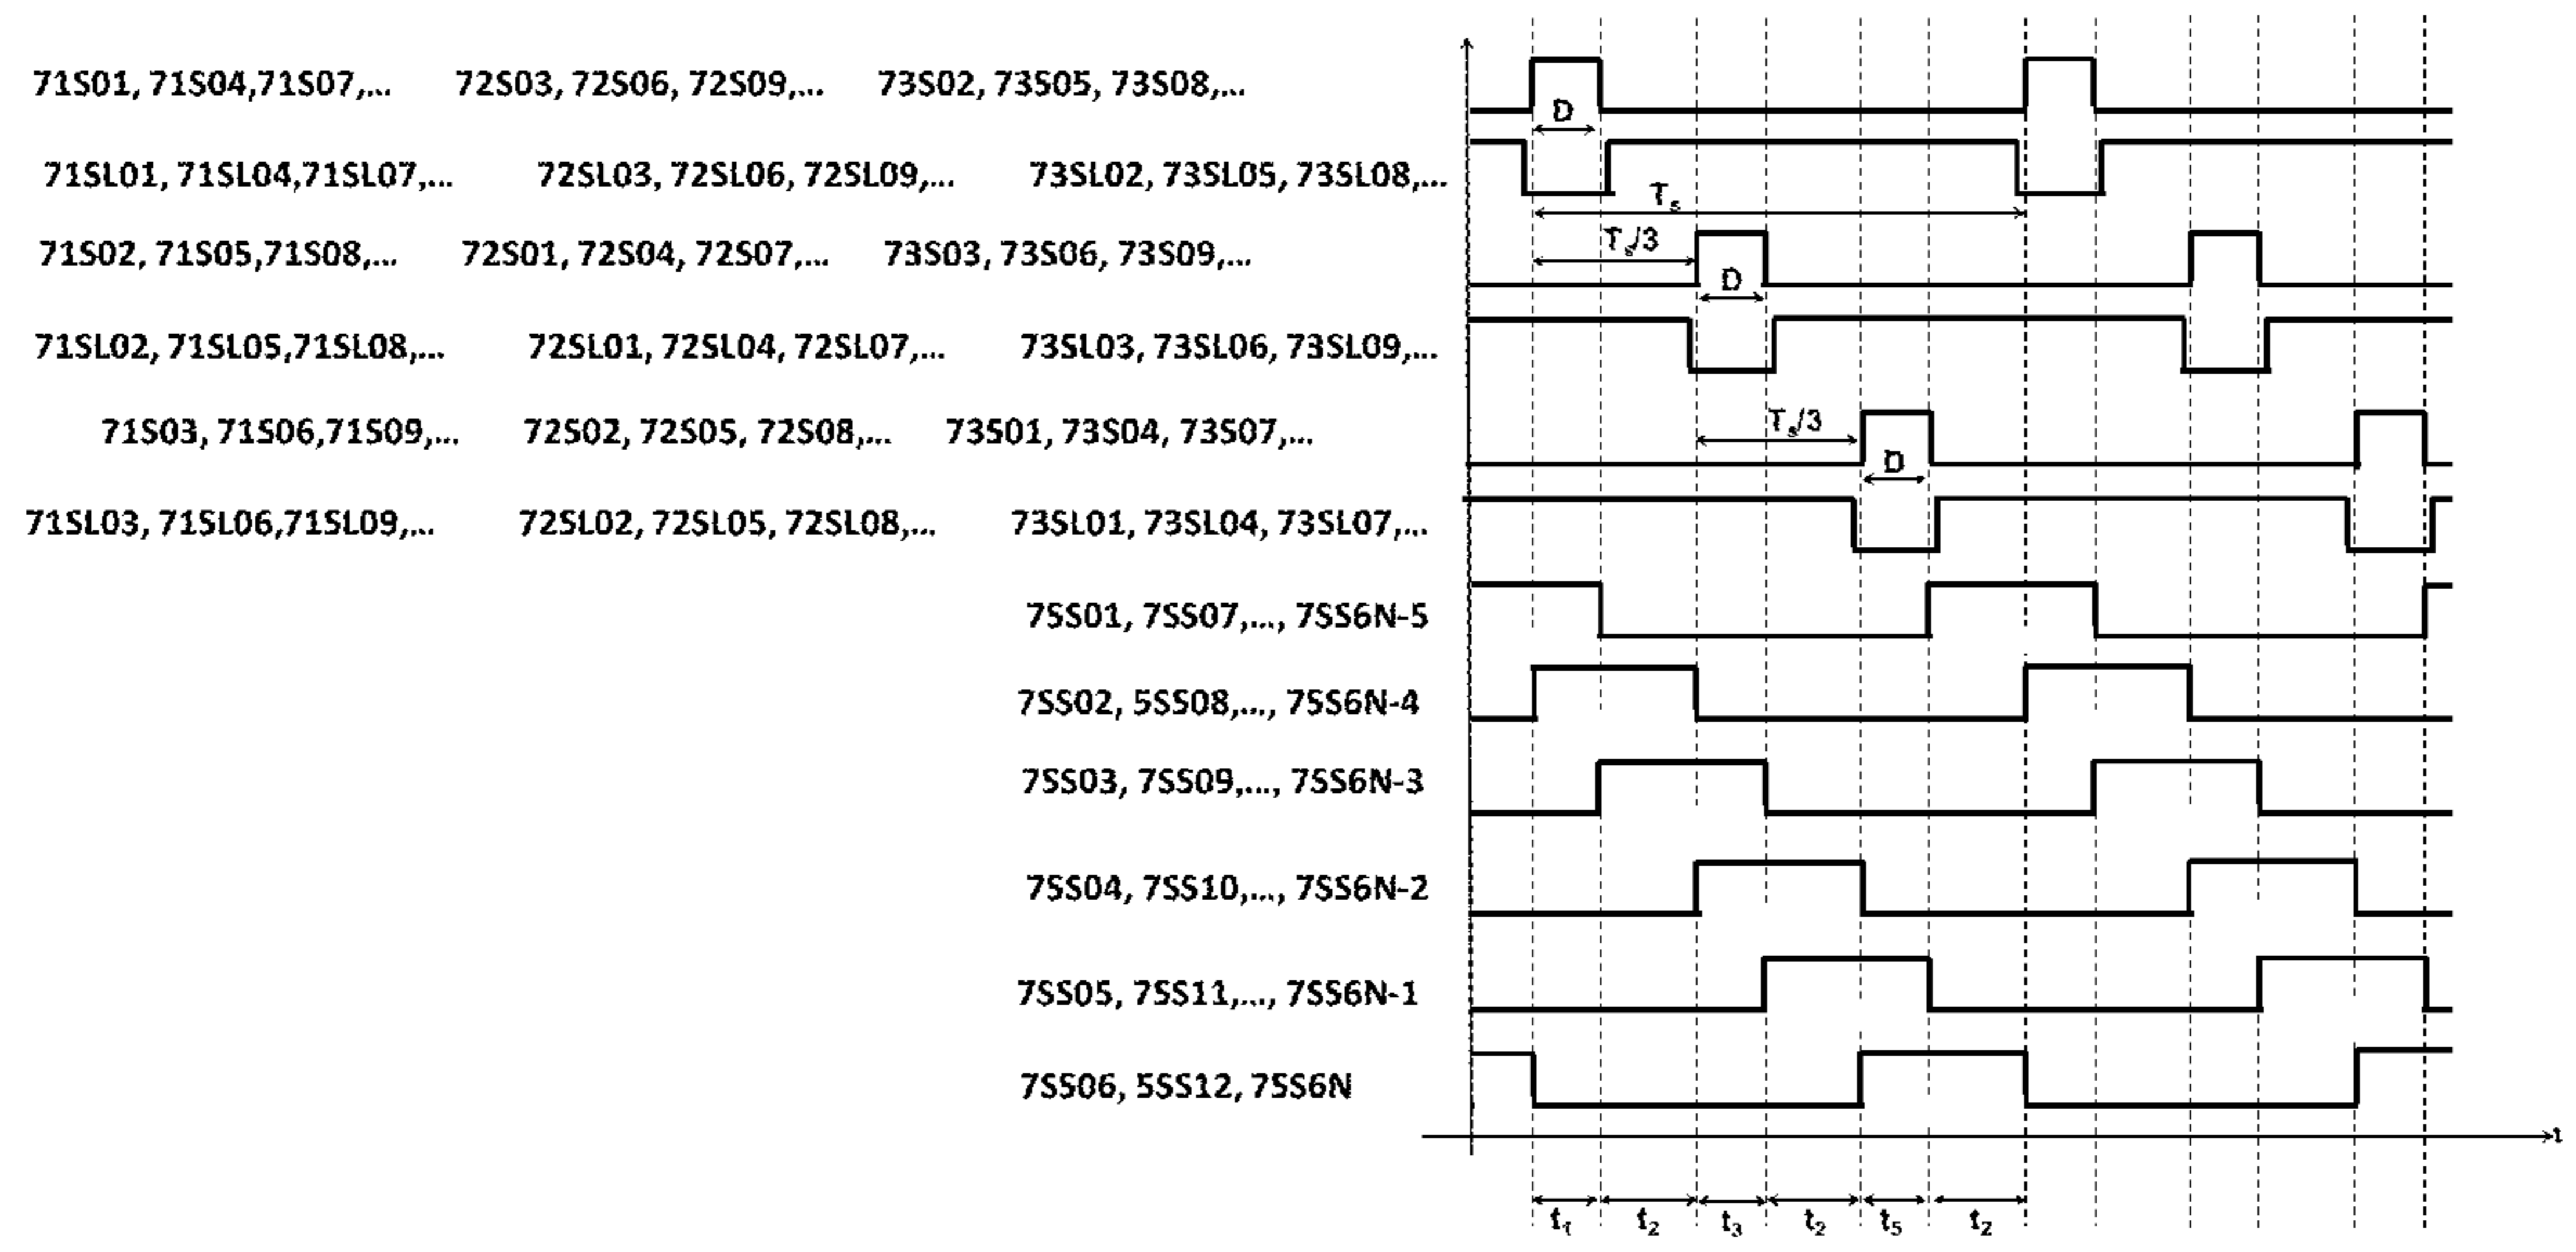 71S01, 71S04,71S07,... 72S03, 72S06, 72S09,... 73S02, 73S05, 73S08,...
D
71SL01, 71SL04,71SL07,... 72SL03, 72SL06, 72SL09,... 73SL02, 73SL05, 73SL08,...
Ts
71S02, 71S05,71S08,... 72S01, 72S04, 72S07,... 73S03, 73S06, 73S09,...
Ts/3
D
71SL02, 71SL05,71SL08,... 72SL01, 72SL04, 72SL07,... 73SL03, 73SL06, 73SL09,...
71S03, 71S06,71S09,... 72S02, 72S05, 72S08,... 73S01, 73S04, 73S07,...
Ts/3
D
71SL03, 71SL06,71SL09,... 72SL02, 72SL05, 72SL08,... 73SL01, 73SL04, 73SL07,...
7SS01, 7SS07,..., 7SS6N-5
7SS02, 5SS08,..., 7SS6N-4
7SS03, 7SS09,..., 7SS6N-3
7SS04, 7SS10,..., 7SS6N-2
7SS05, 7SS11,..., 7SS6N-1
7SS06, 5SS12, 7SS6N
t
t1 t2 t3 t2 t5 t2